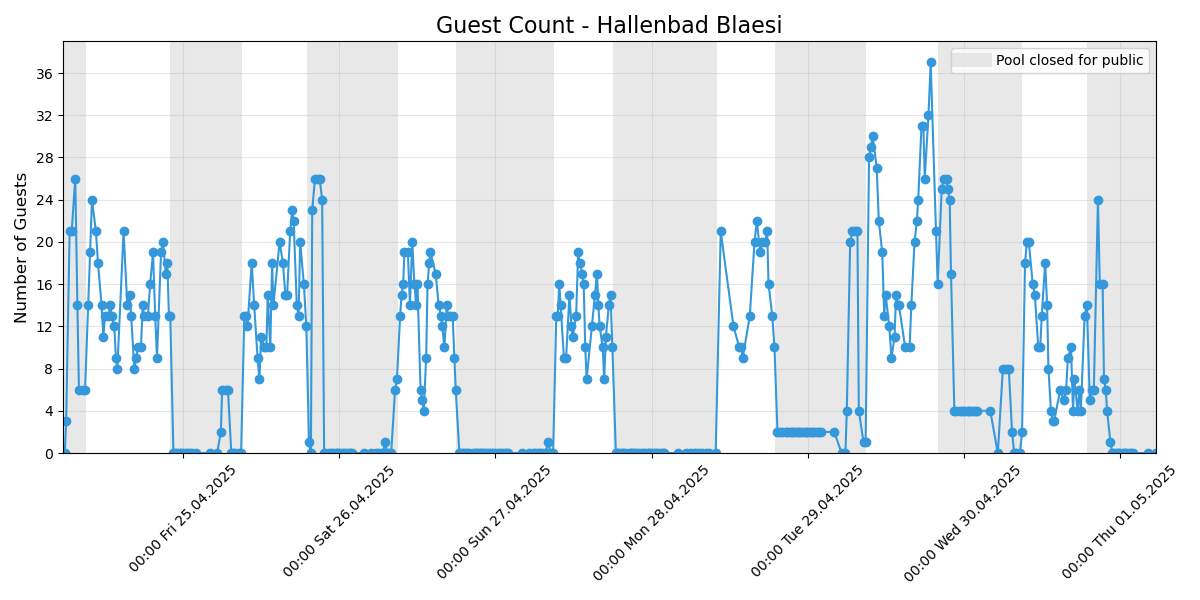 Guest Count - Hallenbad Blaesi
Pool closed for public
Number of Guests
36
32
28
24
20
16
12
8
4
0
00:00 Fri 25.04.2025
00:00 Sat 26.04.2025
00:00 Sun 27.04.2025
00:00 Mon 28.04.2025
00:00 Tue 29.04.2025
00:00 Wed 30.04.2025
00:00 Thu 01.05.2025